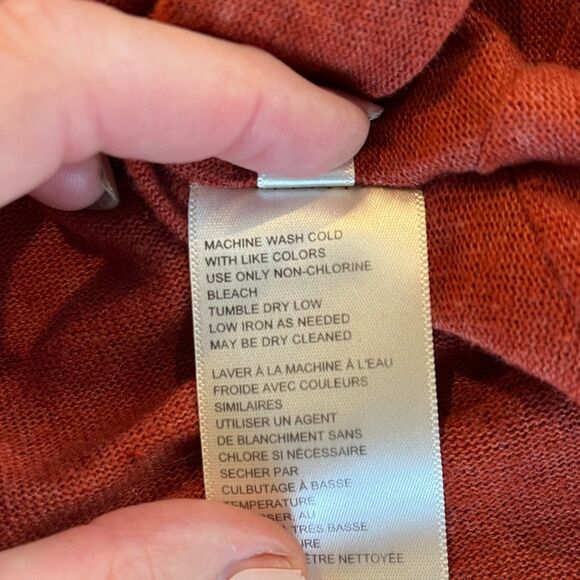 MACHINE WASH COLD
WITH LIKE COLORS
USE ONLY NON-CHLORINE
BLEACH
TUMBLE DRY LOW
LOW IRON AS NEEDED
MAY BE DRY CLEANED
LAVER À LA MACHINE À L'EAU
FROIDE AVEC COULEURS
SIMILAIRES
UTILISER UN AGENT
DE BLANCHIMENT SANS
CHLORE SI NÉCESSAIRE
SECHER PAR
CULBUTAGE À BASSE
TEMPERATURE
AU
À TRÈS BASSE
ÊTRE NETTOYÉE